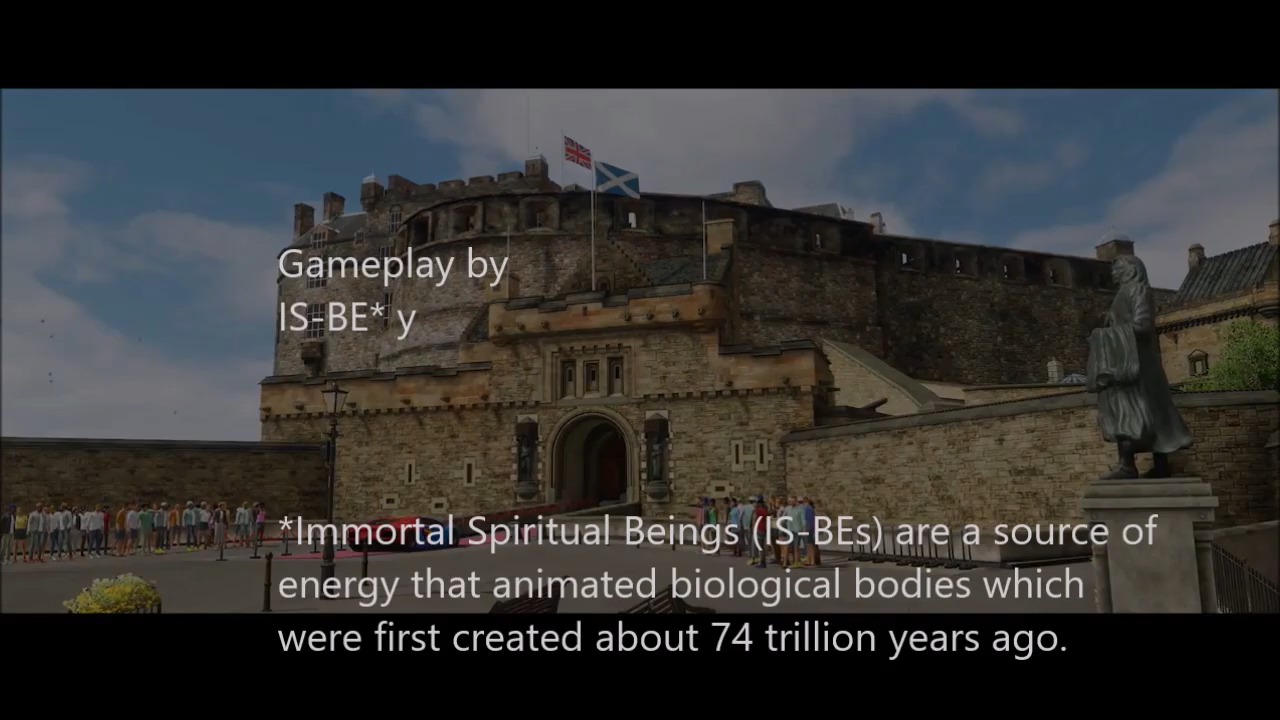 Gameplay by
IS-BE* y
*Immortal Spiritual Beings (IS-BEs) are a source of
energy that animated biological bodies which
were first created about 74 trillion years ago.